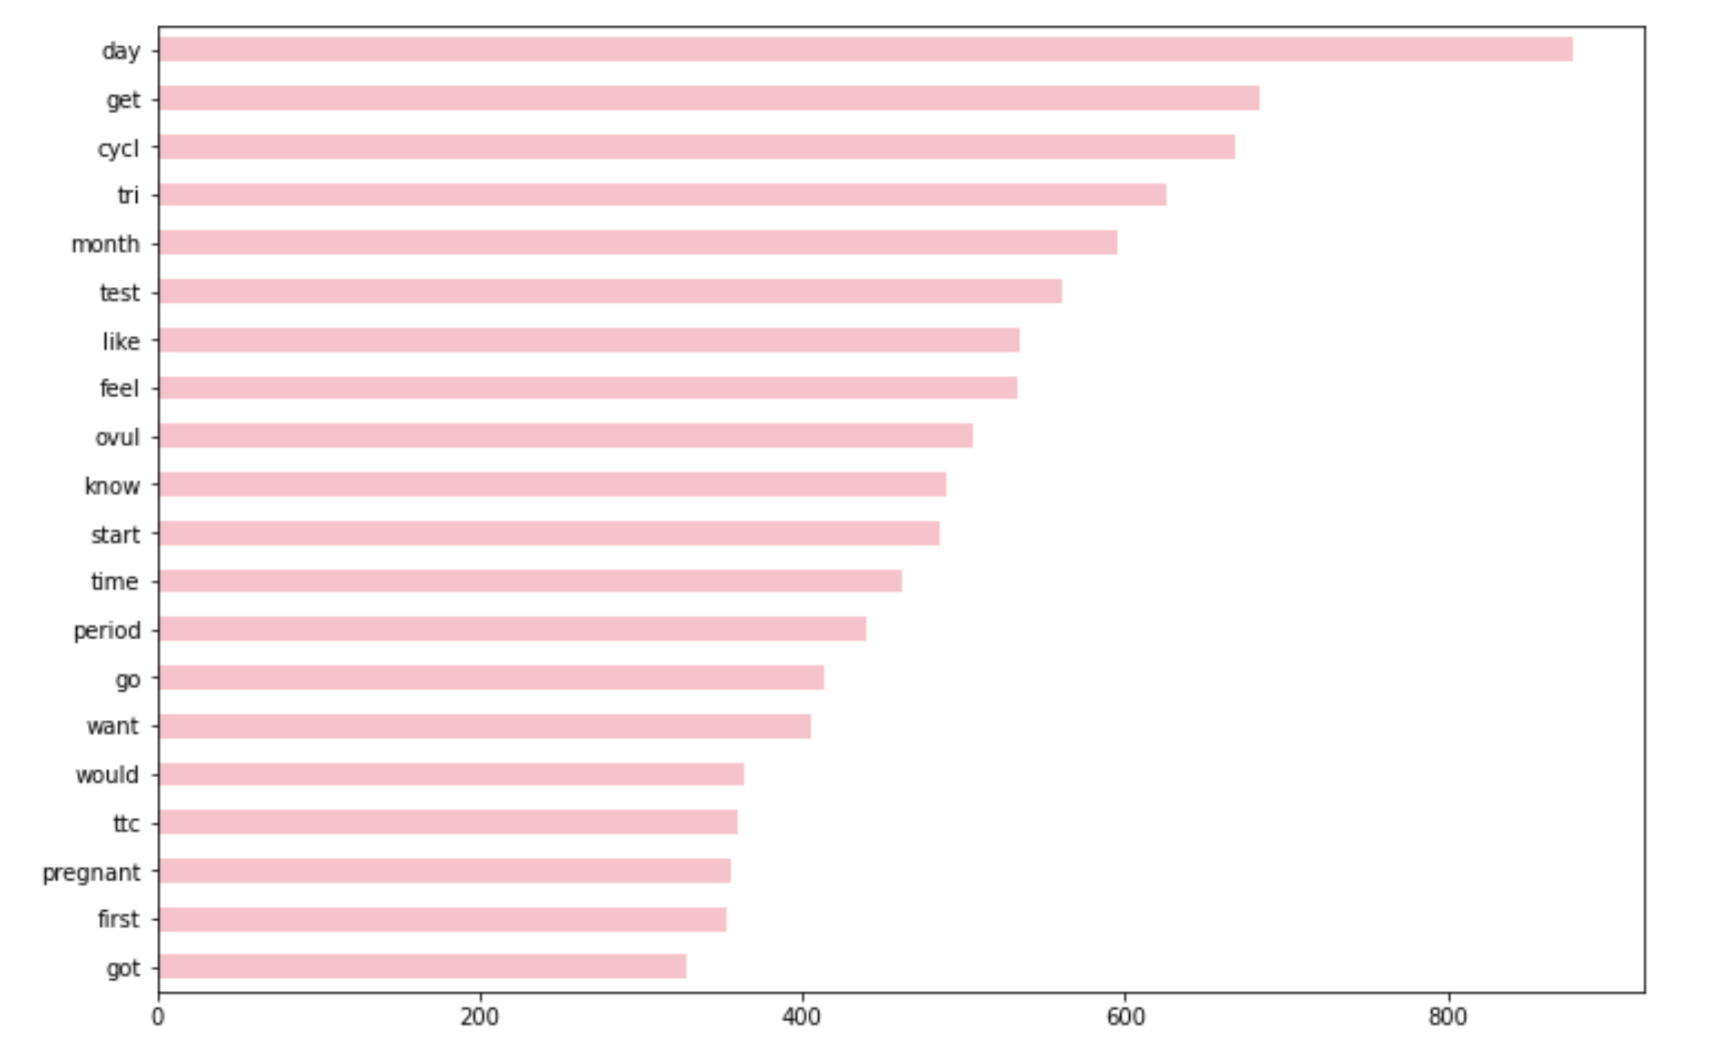 day
get
cycl
tri
month
test
like
feel
ovul
know
start
time
period
go
want
would
ttc
pregnant
first
got
0 200 400 600 800